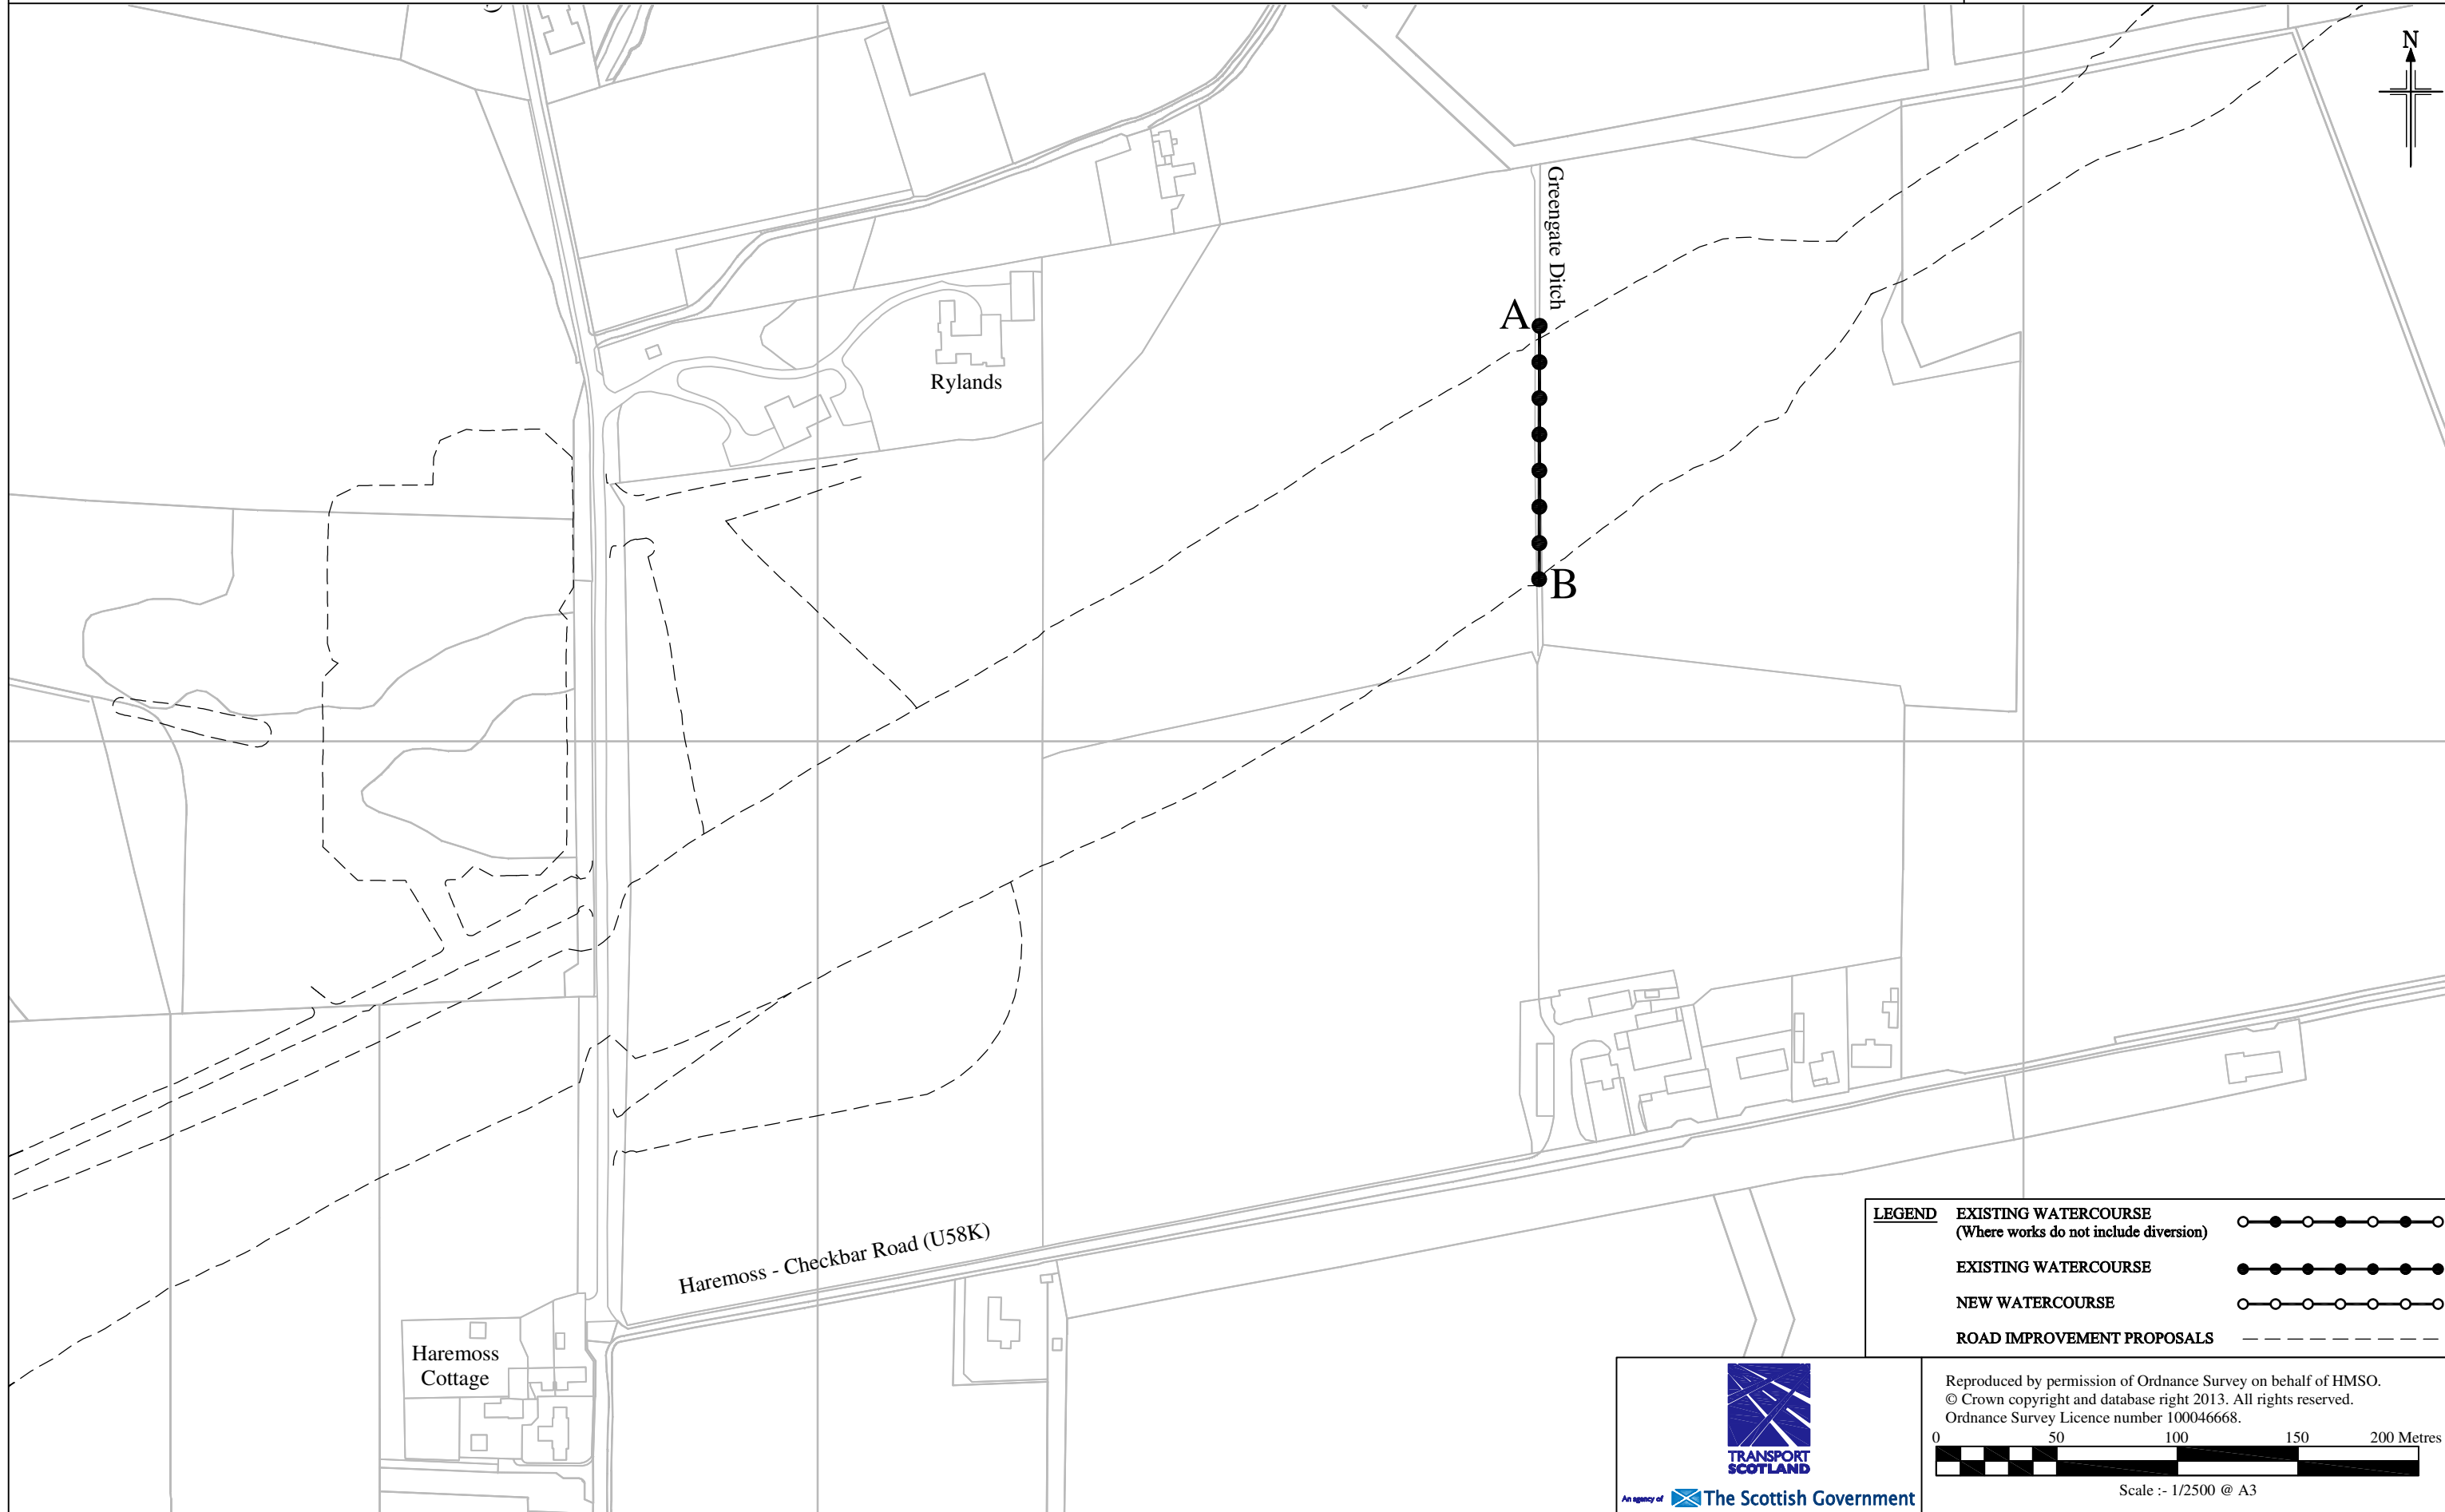 N
Greengate Ditch
A
Rylands
B
Haremoss - Checkbar Road (U58K)
Haremoss
Cottage
LEGEND
EXISTING WATERCOURSE
(Where works do not include diversion)
EXISTING WATERCOURSE
NEW WATERCOURSE
ROAD IMPROVEMENT PROPOSALS
TRANSPORT
SCOTLAND
An agency of The Scottish Government
Reproduced by permission of Ordnance Survey on behalf of HMSO.
© Crown copyright and database right 2013. All rights reserved.
Ordnance Survey Licence number 100046668.
0 50 100 150 200 Metres
Scale :- 1/2500 @ A3